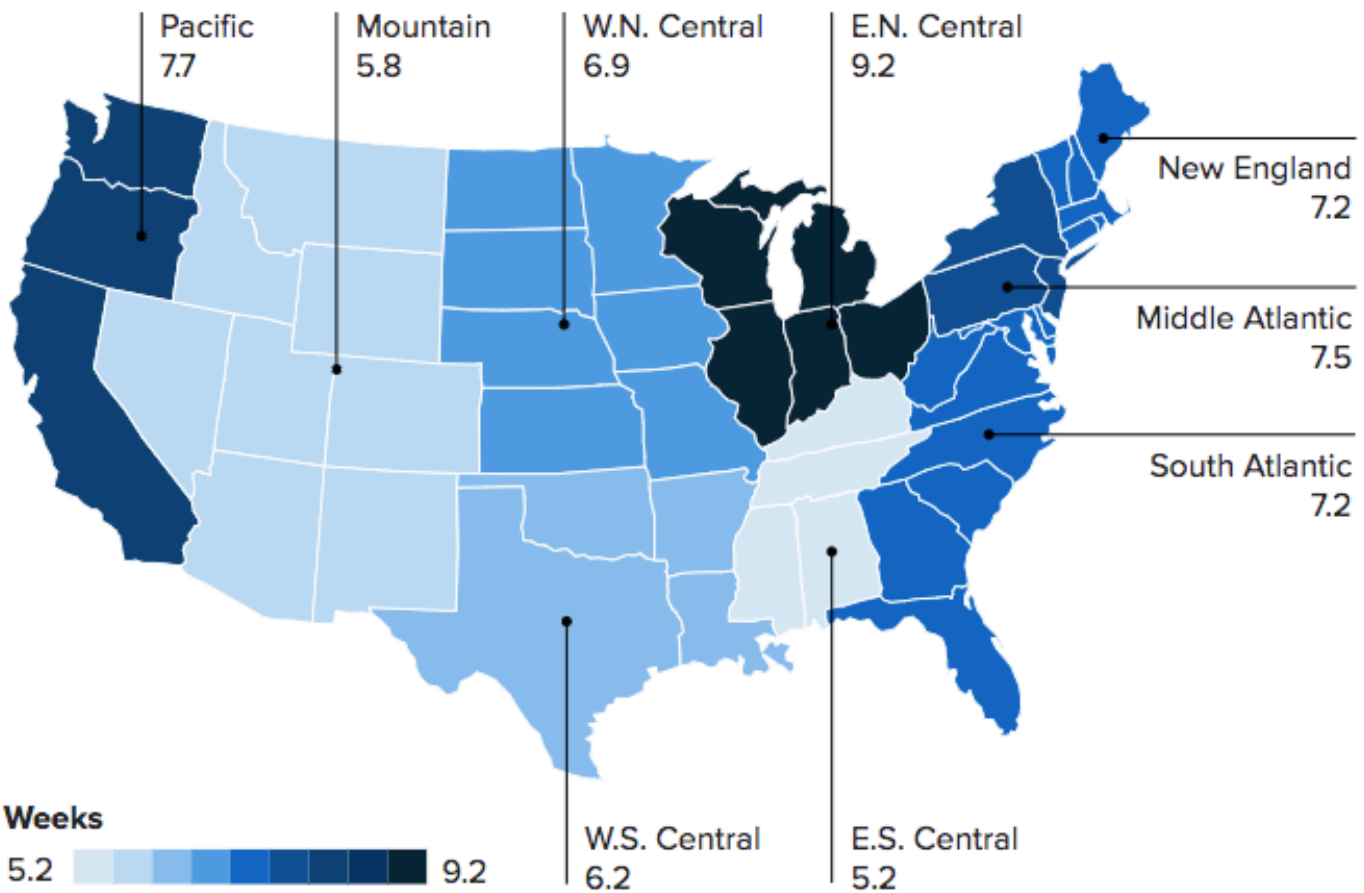 Pacific
7.7
Mountain
5.8
W.N. Central
6.9
E.N. Central
9.2
New England
7.2
Middle Atlantic
7.5
South Atlantic
7.2
Weeks
5.2
9.2
W.S. Central
6.2
E.S. Central
5.2